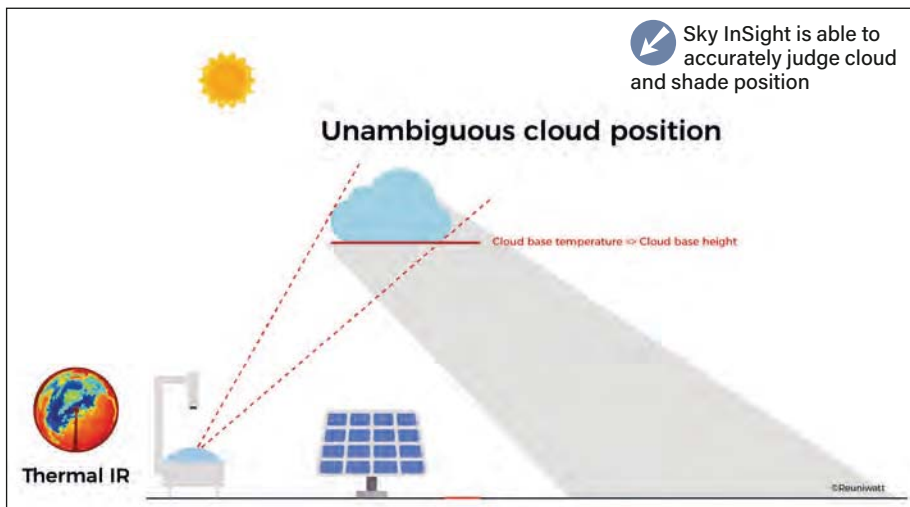 Sky InSight is able to
accurately judge cloud
and shade position
Unambiguous cloud position
Cloud base temperature => Cloud base height
Thermal IR
©Reuniwatt